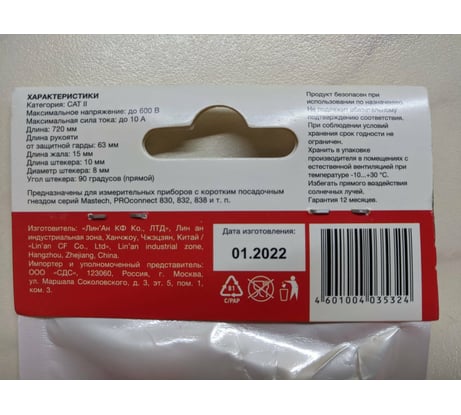 ХАРАКТЕРИСТИКИ
Категория: CAT II
Максимальное напряжение: до 600 В
Максимальная сила тока: до 10 А
Длина: 720 мм
Длина рукояти
от защитной гарды: 63 мм
Длина жала: 15 мм
Длина штекера: 10 мм
Диаметр штекера: 8 мм
Угол штекера: 90 градусов (прямой)
Предназначены для измерительных приборов с коротким посадочным
гнездом серий Mastech, PROconnect 830, 832, 838 и т. п.
Продукт безопасен при
использовании по назначению.
Не подлежит обязательному
подтверждению соответствия.
При соблюдении условий
хранения срок годности не
ограничен.
Хранить в упаковке
производителя в помещениях с
естественной вентиляцией при
температуре -10...+30 °C.
Избегать прямого воздействия
солнечных лучей.
Гарантия 12 месяцев.
Изготовитель: «Лин'Ан КФ Ко., ЛТД», Лин ан
индустриальная зона, Ханчжоу, Чжэцзян, Китай /
«Lin'an CF Co., Ltd» Lin'an industrial zone,
Hangzhou, Zhejiang, China.
Импортер и уполномоченный представитель:
ООО «СДС», 123060, Россия, г. Москва,
ул. Маршала Соколовского, д. 3, эт. 5, пом. 1,
ком. 3.
Дата изготовления:
01.2022
81
C/PAP
4 601004 035324